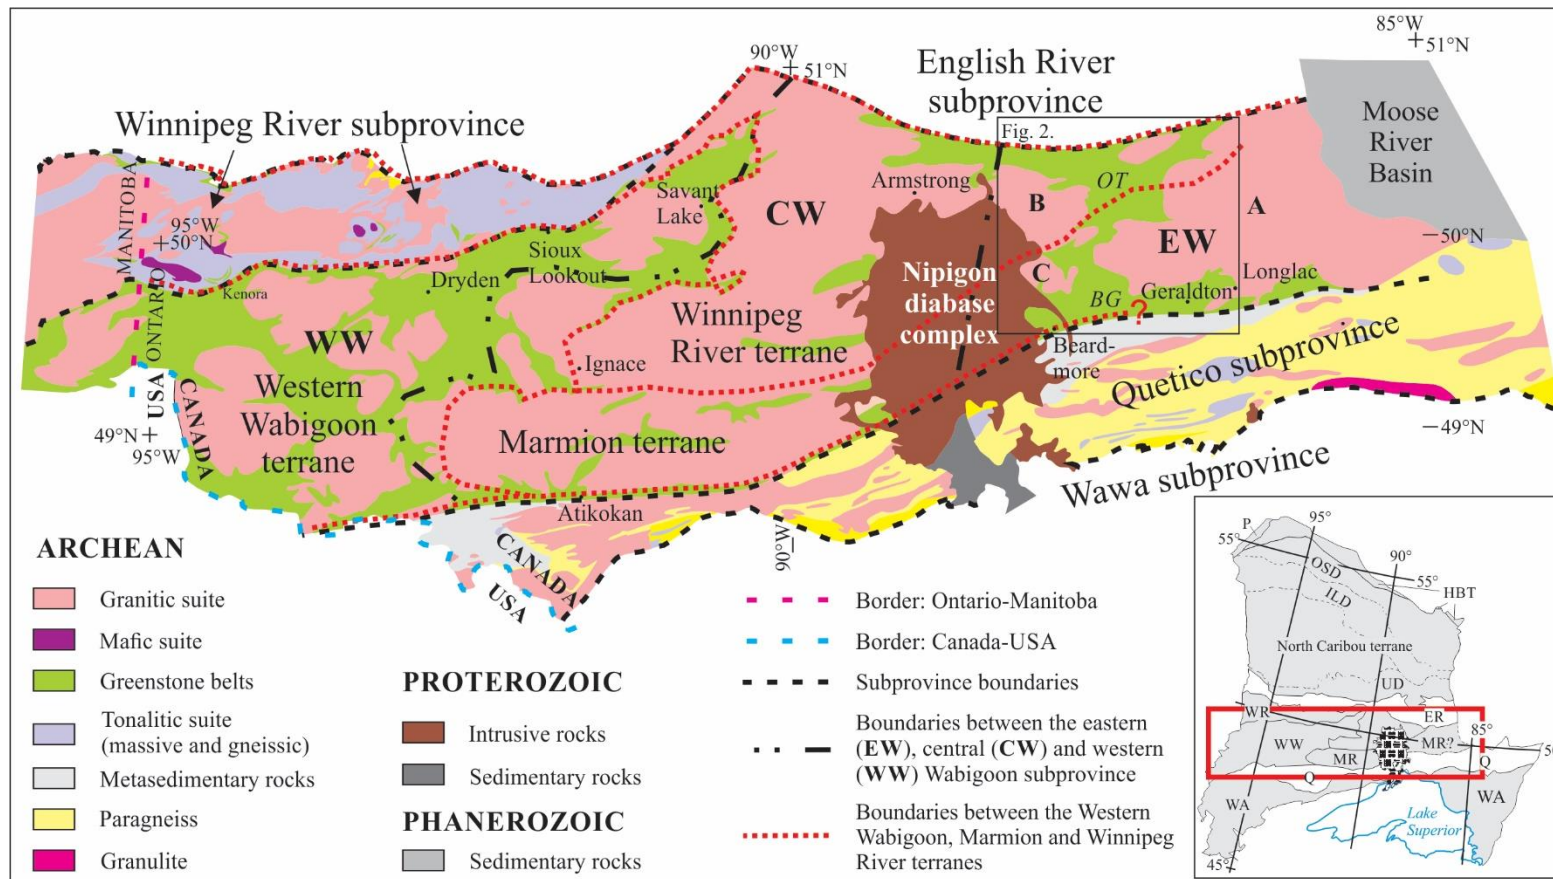 85°W
51°N
90°W
51°N
English River
subprovince
Winnipeg River subprovince
Fig. 2.
Moose
River
Basin
MANITOBA
ONTARIO
95°W
50°N
Savant
Lake
CW
Armstrong
B
OT
A
EW
50°N
Sioux
Lookout
Dryden
Kenora
Nipigon
diabase
complex
C
BG
Geraldton
Longlac
?
WW
Winnipeg
River terrane
Ignace
Beard-
more
Quetico subprovince
USA
CANADA
Western
Wabigoon
terrane
49°N
95°W
Marmion terrane
49°N
Wawa subprovince
Atikokan
90°W
CANADA
USA
ARCHEAN
Granitic suite
Mafic suite
Greenstone belts
Tonalitic suite
(massive and gneissic)
Metasedimentary rocks
Paragneiss
Granulite
PROTEROZOIC
Intrusive rocks
Sedimentary rocks
PHANEROZOIC
Sedimentary rocks
Border: Ontario-Manitoba
Border: Canada-USA
Subprovince boundaries
Boundaries between the eastern
(EW), central (CW) and western
(WW) Wabigoon subprovince
Boundaries between the Western
Wabigoon, Marmion and Winnipeg
River terranes
95°
P
55°
90°
OSD
55°
ILD
HBT
North Caribou terrane
UD
WR
ER
85°
WW
MR?
MR
Q
Q
WA
WA
Lake
Superior
45°